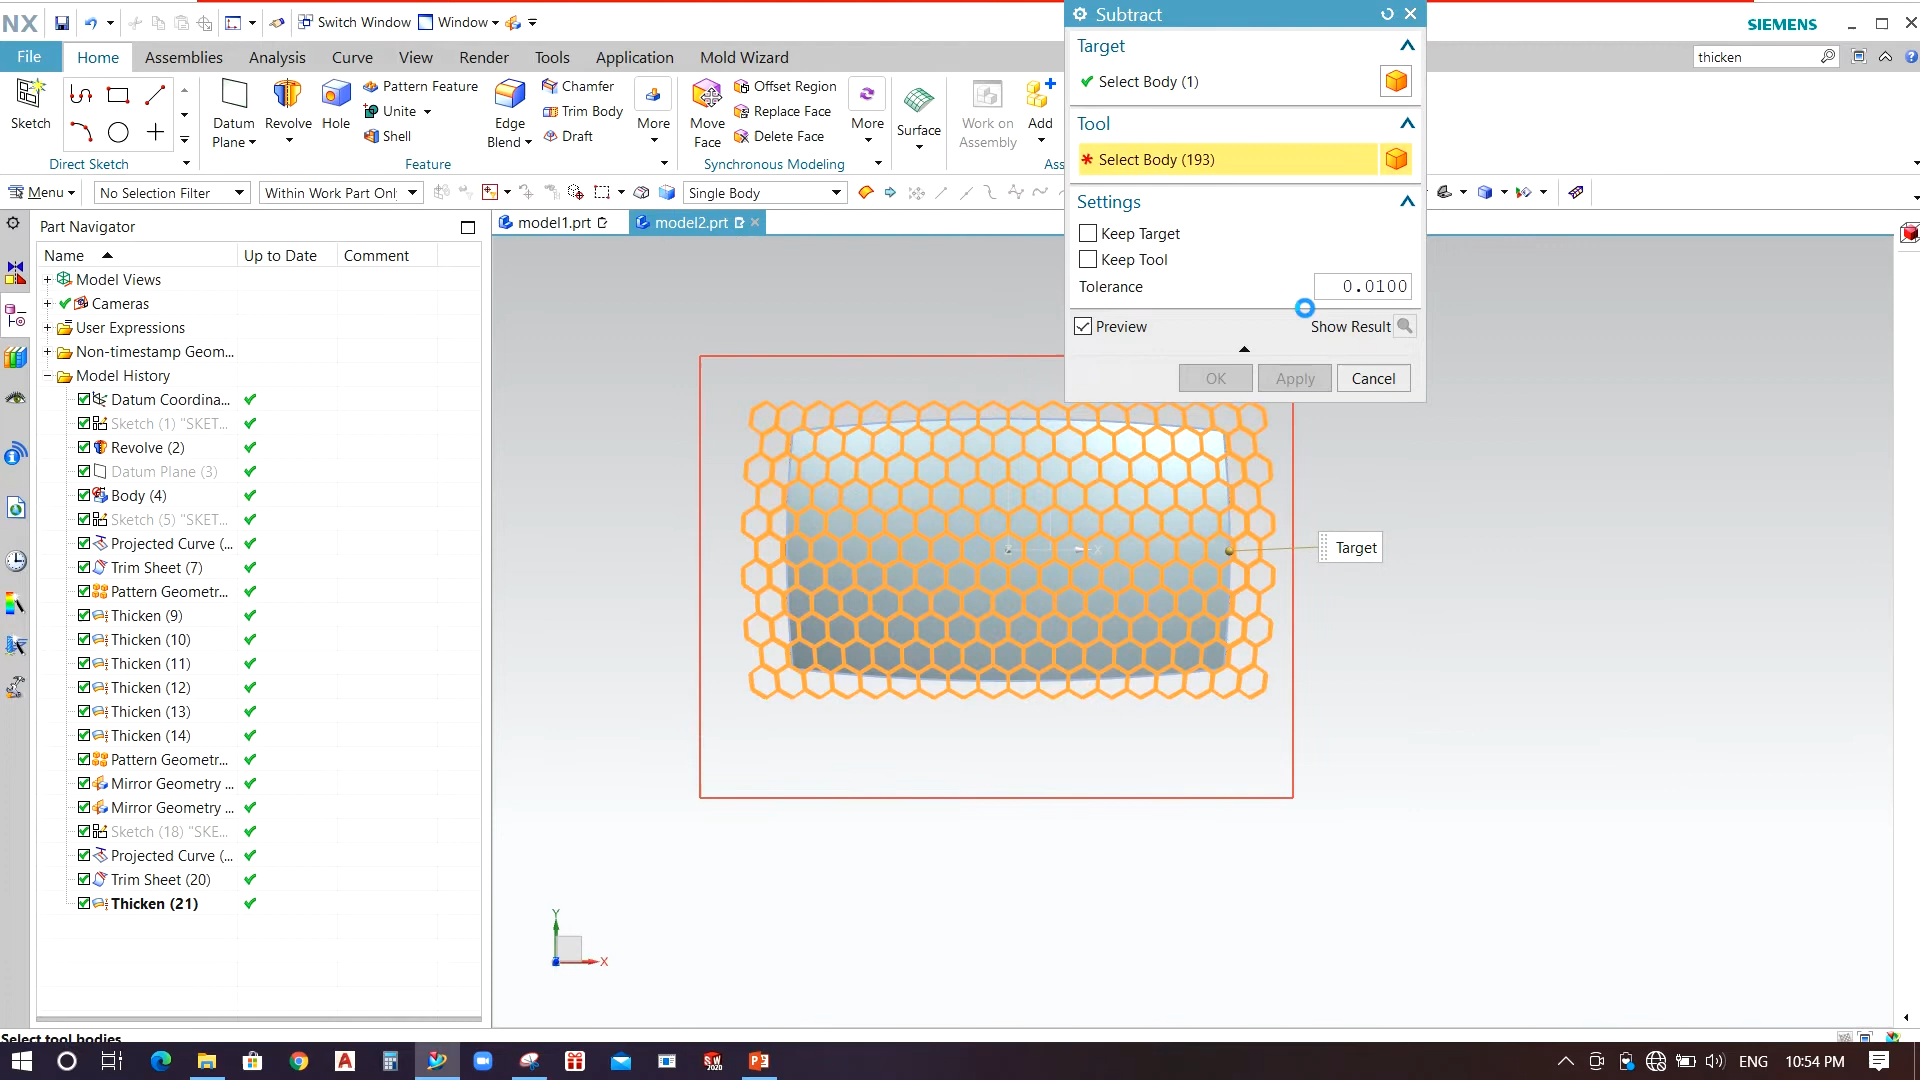 NX
Switch Window
Window
SIEMENS
File
Home
Assemblies
Analysis
Curve
View
Render
Tools
Application
Mold Wizard
thicken
Sketch
Datum
Plane
Revolve
Hole
Pattern Feature
Unite
Shell
Edge
Blend
Chamfer
Trim Body
Draft
More
Move
Face
Offset Region
Replace Face
Delete Face
More
Surface
Work on
Assembly
Add
Direct Sketch
Feature
Synchronous Modeling
Ass
Menu
No Selection Filter
Within Work Part Onl
Single Body
Part Navigator
Name
Up to Date
Comment
Model Views
Cameras
User Expressions
Non-timestamp Geom...
Model History
Datum Coordina...
Sketch (1) "SKET...
Revolve (2)
Datum Plane (3)
Body (4)
Sketch (5) "SKET...
Projected Curve (...
Trim Sheet (7)
Pattern Geometr...
Thicken (9)
Thicken (10)
Thicken (11)
Thicken (12)
Thicken (13)
Thicken (14)
Pattern Geometr...
Mirror Geometry ...
Mirror Geometry ...
Sketch (18) "SKE...
Projected Curve (...
Trim Sheet (20)
Thicken (21)
model1.prt
model2.prt
Subtract
Target
Select Body (1)
Tool
* Select Body (193)
Settings
Keep Target
Keep Tool
Tolerance
0.0100
Preview
Show Result
OK
Apply
Cancel
Z
X
Target
Y
X
Select tool bodies
ENG
10:54 PM